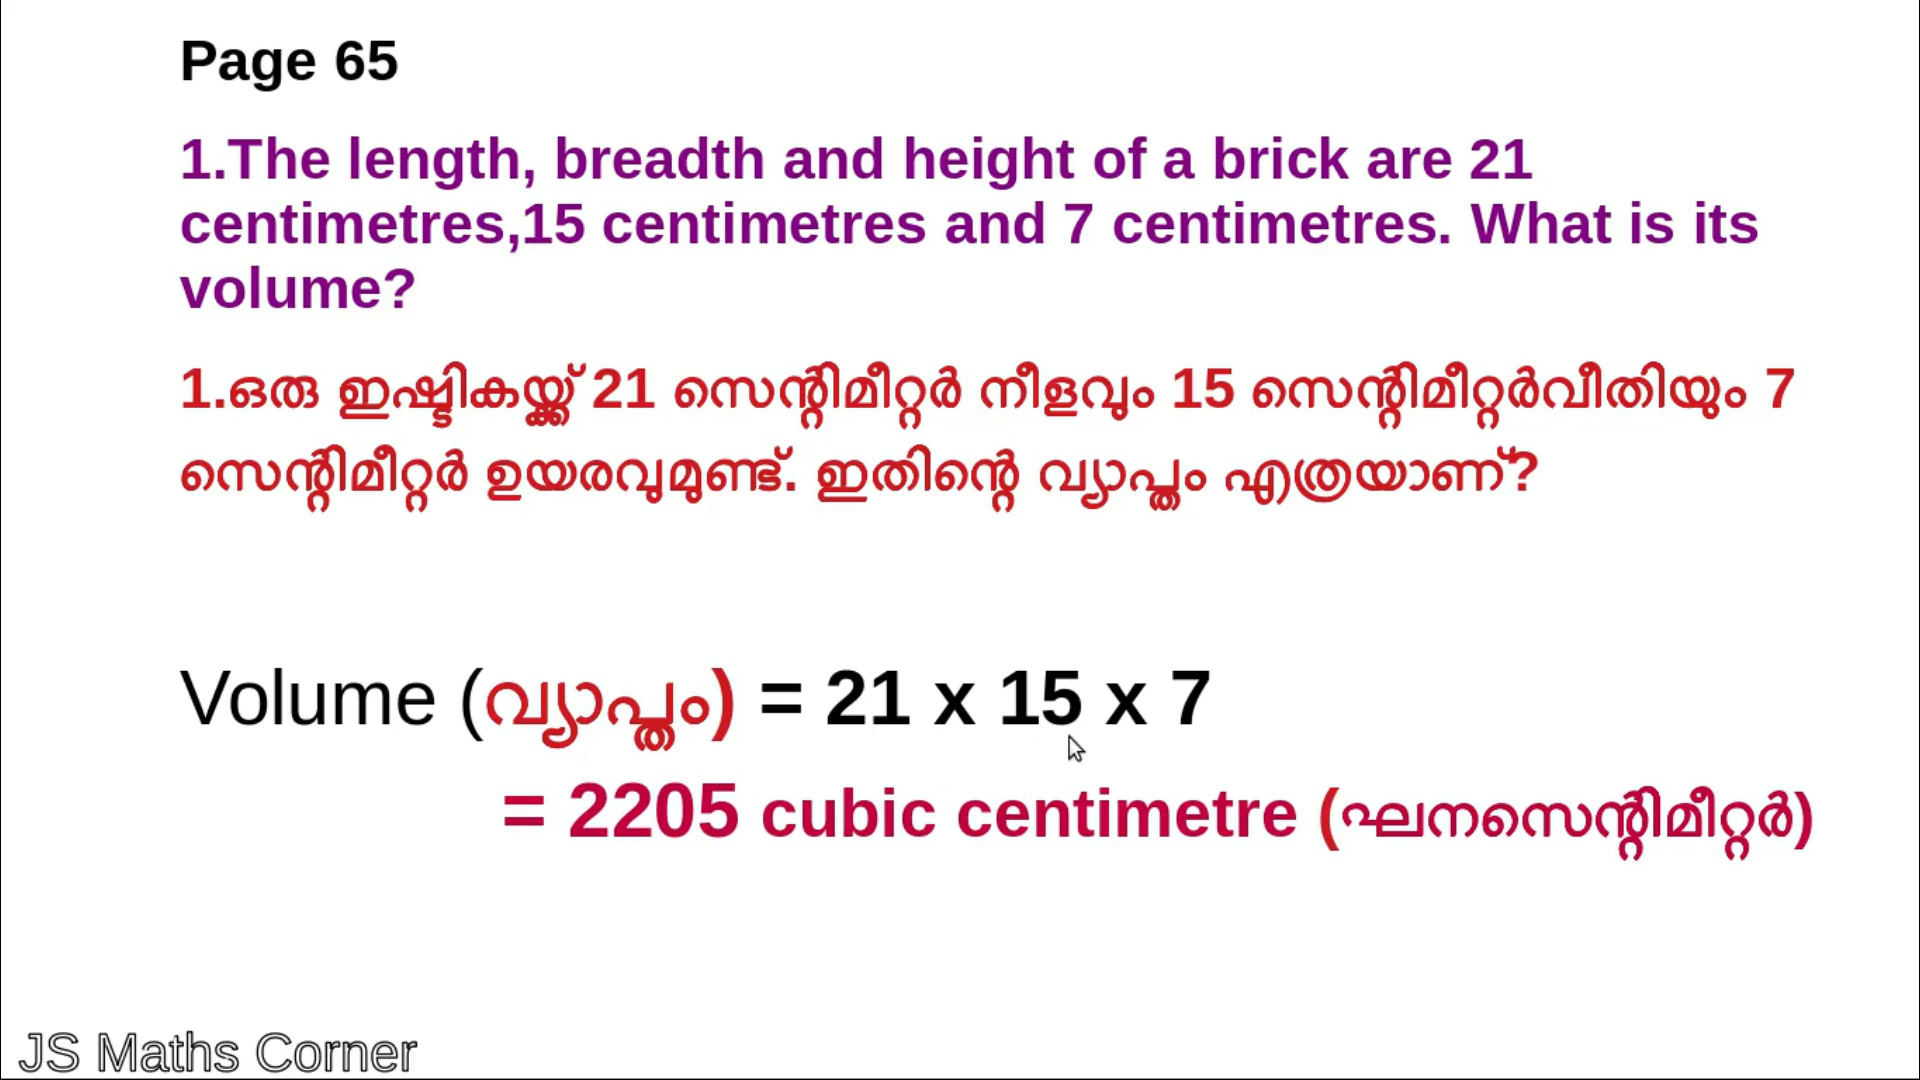 Page 65
1.The length, breadth and height of a brick are 21
centimetres,15 centimetres and 7 centimetres. What is its
volume?
1.ഒരു ഇഷ്ടികയ്ക്ക് 21 സെന്റിമീറ്റർ നീളവും 15 സെന്റിമീറ്റർവീതിയും 7
സെന്റിമീറ്റർ ഉയരവുമുണ്ട്. ഇതിന്റെ വ്യാപ്തം എത്രയാണ്?
Volume (വ്യാപ്തം) = 21 x 15 x 7
= 2205 cubic centimetre (ഘനസെന്റിമീറ്റർ)
JS Maths Corner